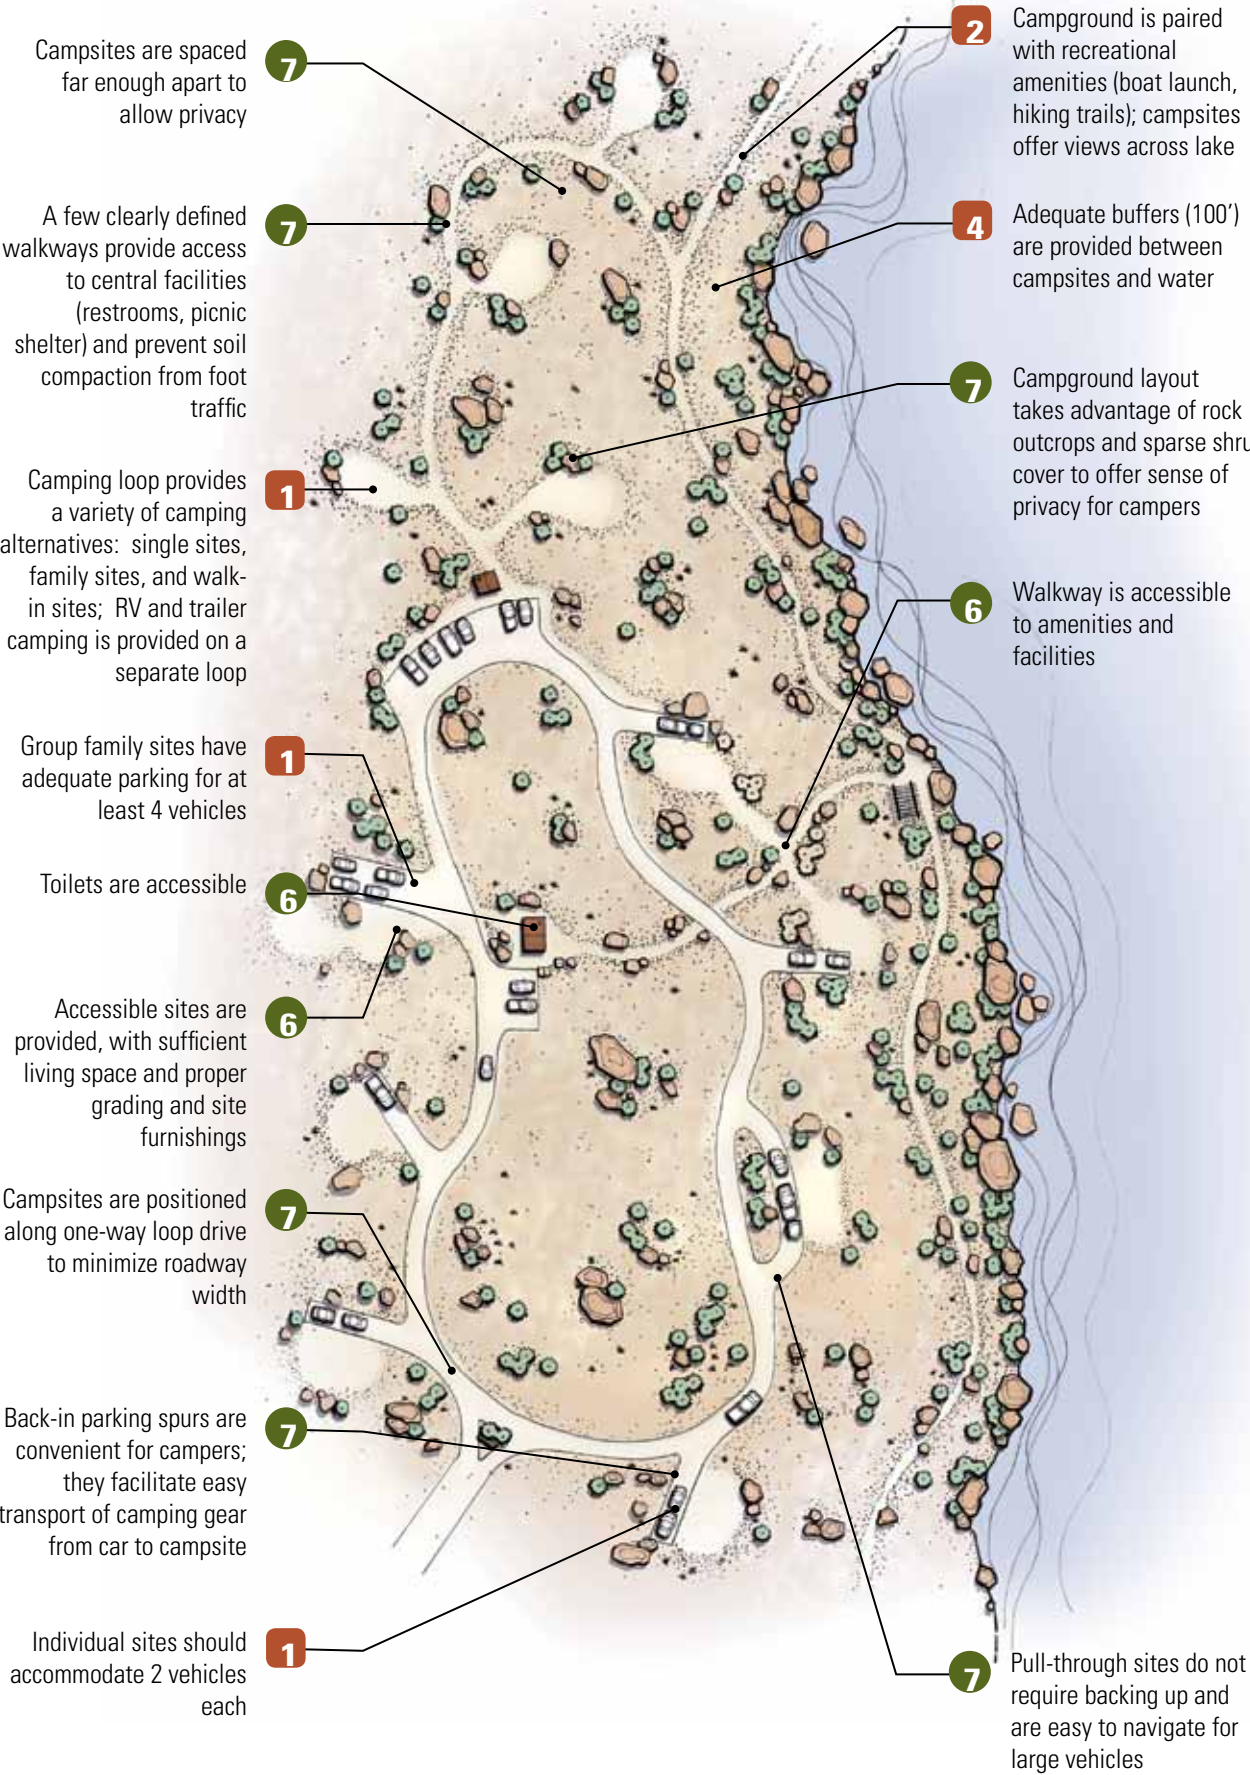 7
Campsites are spaced
far enough apart to
allow privacy
7
A few clearly defined
walkways provide access
to central facilities
(restrooms, picnic
shelter) and prevent soil
compaction from foot
traffic
1
Camping loop provides
a variety of camping
alternatives:  single sites,
family sites, and walk-
in sites;  RV and trailer
camping is provided on a
separate loop
1
Group family sites have
adequate parking for at
least 4 vehicles
6
Toilets are accessible
6
Accessible sites are
provided, with sufficient
living space and proper
grading and site
furnishings
7
Campsites are positioned
along one-way loop drive
to minimize roadway
width
7
Back-in parking spurs are
convenient for campers;
they facilitate easy
transport of camping gear
from car to campsite
1
Individual sites should
accommodate 2 vehicles
each
2
Campground is paired
with recreational
amenities (boat launch,
hiking trails); campsites
offer views across lake
4
Adequate buffers (100’)
are provided between
campsites and water
7
Campground layout
takes advantage of rock
outcrops and sparse shru
cover to offer sense of
privacy for campers
6
Walkway is accessible
to amenities and
facilities
7
Pull-through sites do not
require backing up and
are easy to navigate for
large vehicles